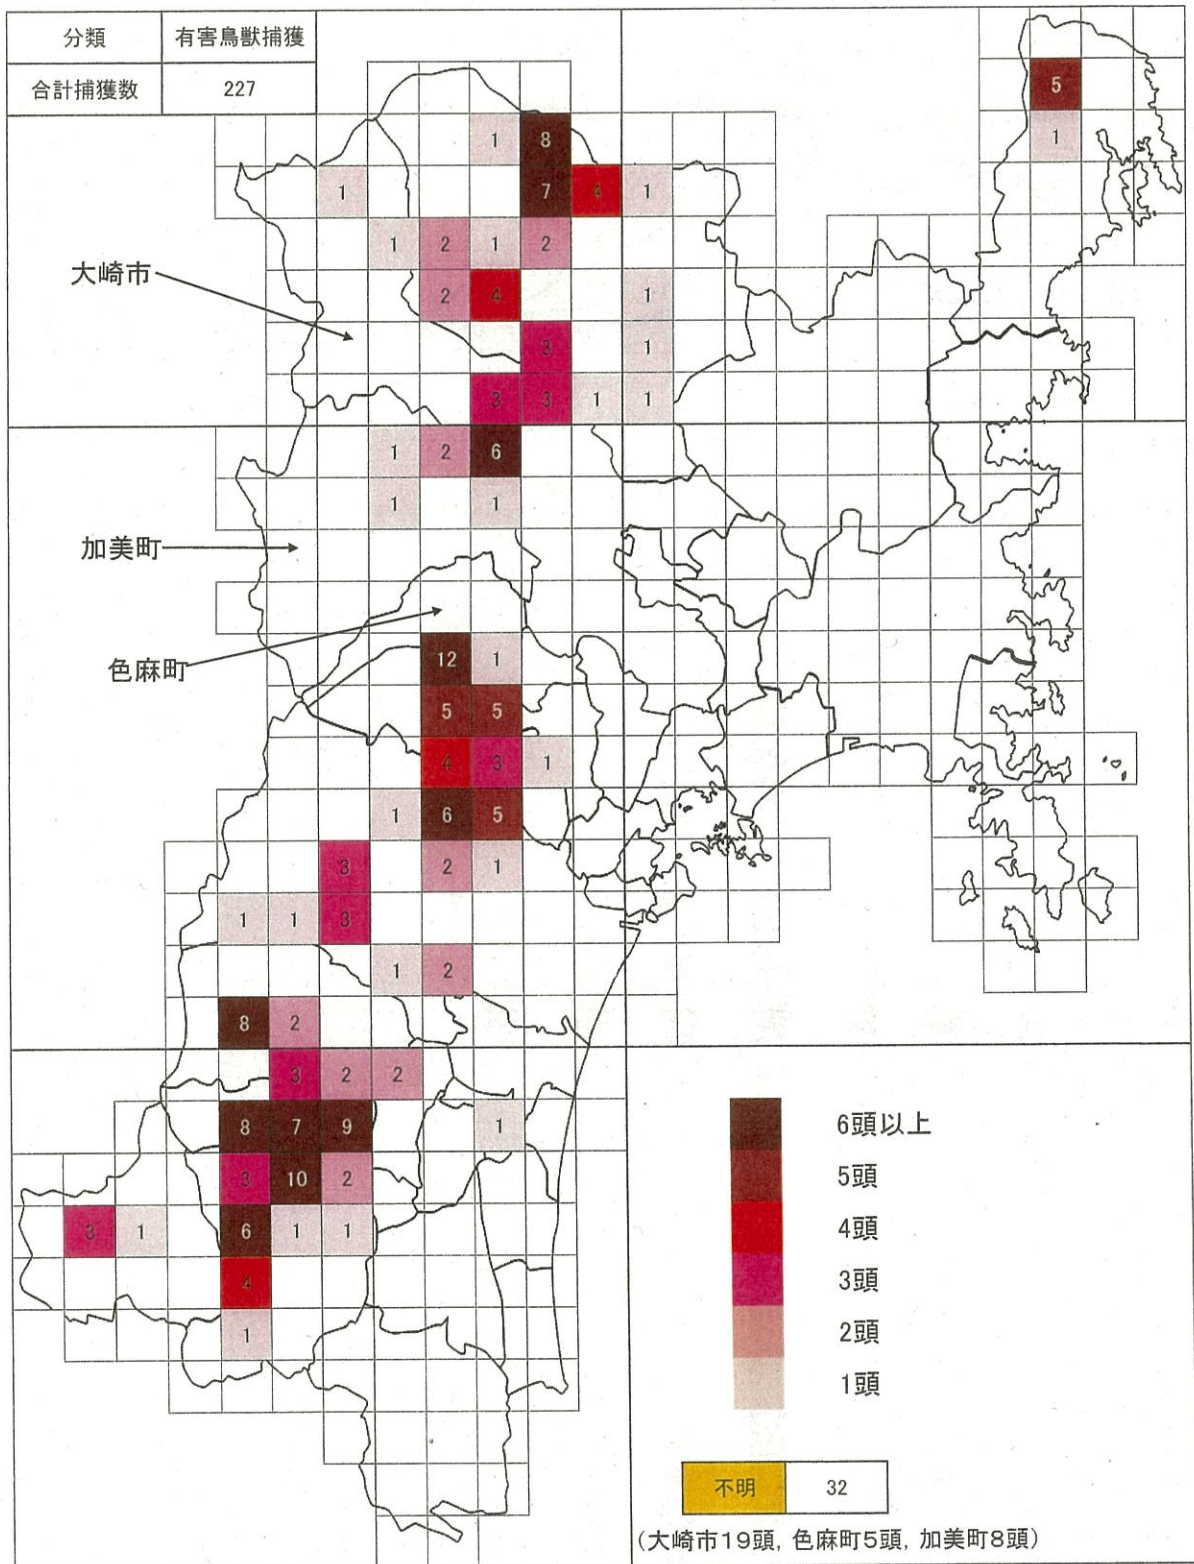 分類 有害鳥獣捕獲
合計捕獲数 227
5
1 8 1
1 7 4 1
1 2 1 2
大崎市
2 4 1
3 1
3 3 1 1
1 2 6
1 1
加美町
12 1
色麻町
5 5
4 3 1
1 6 5
3 2 1
1 1 3
1 2
8 2
3 2 2
8 7 9 1
3 10 2
3 1 6 1 1
4
1
6頭以上
5頭
4頭
3頭
2頭
1頭
不明 32
(大崎市19頭, 色麻町5頭, 加美町8頭)